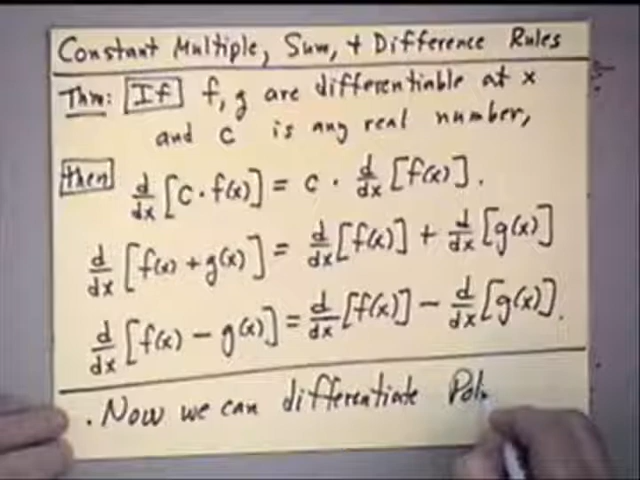 Constant Multiple, Sum, + Difference Rules
Thm: If f, g are differentiable at x
and c is any real number,
then d/dx [c · f(x)] = c · d/dx [f(x)].
d/dx [f(x) + g(x)] = d/dx [f(x)] + d/dx [g(x)]
d/dx [f(x) - g(x)] = d/dx [f(x)] - d/dx [g(x)].
. Now we can differentiate Pol